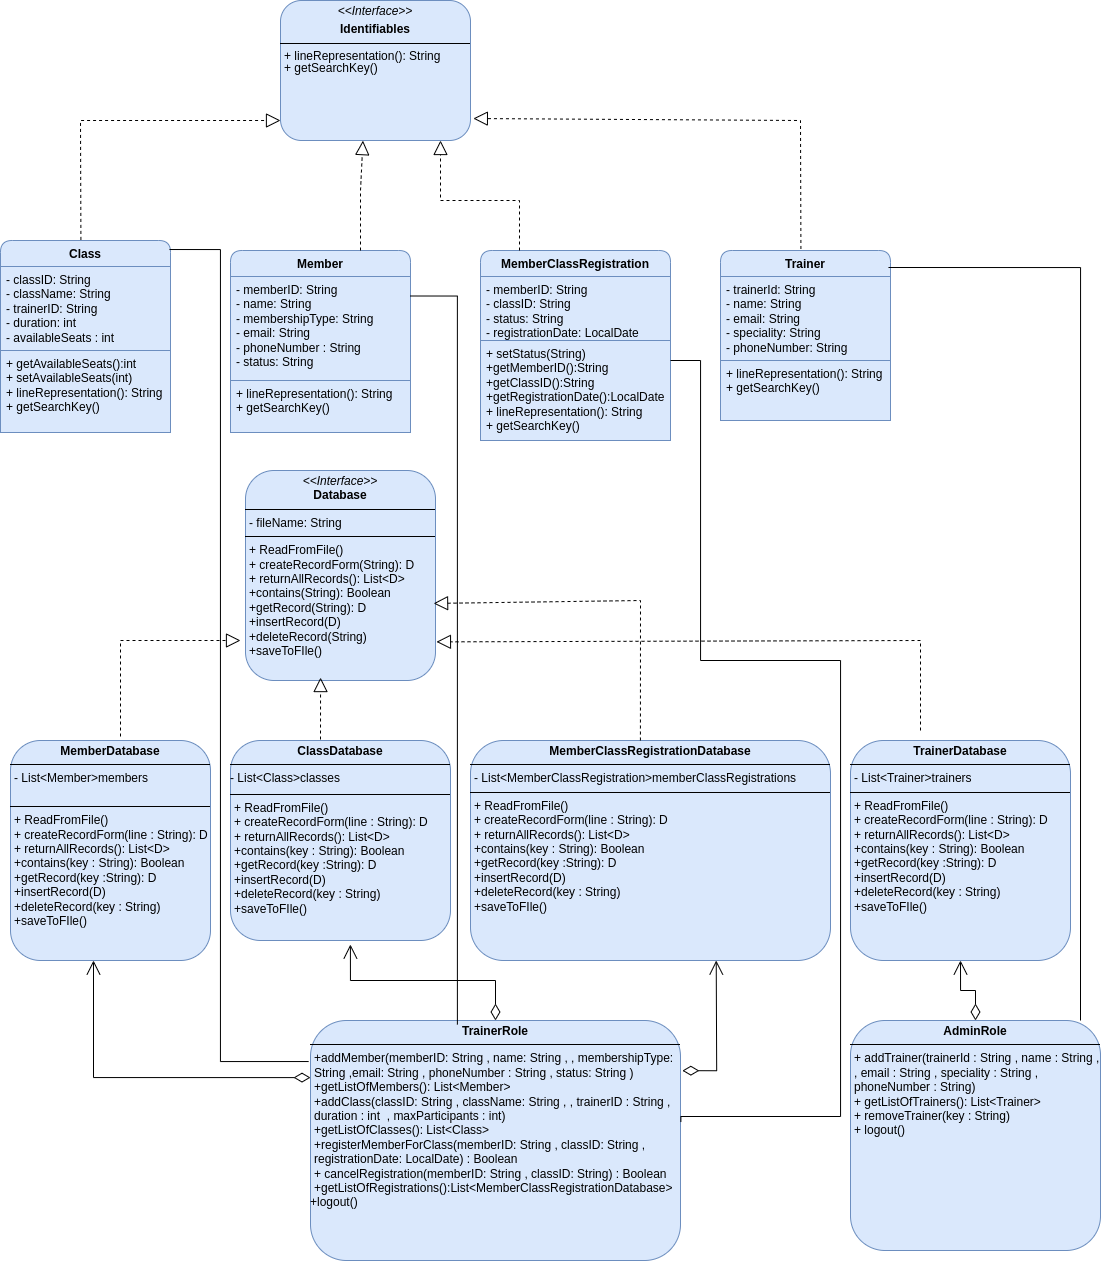 <<Interface>>
Identifiables
+ lineRepresentation(): String
+ getSearchKey()
Class
- classID: String
- className: String
- trainerID: String
- duration: int
- availableSeats : int
+ getAvailableSeats():int
+ setAvailableSeats(int)
+ lineRepresentation(): String
+ getSearchKey()
Member
- memberID: String
- name: String
- membershipType: String
- email: String
- phoneNumber : String
- status: String
+ lineRepresentation(): String
+ getSearchKey()
MemberClassRegistration
- memberID: String
- classID: String
- status: String
- registrationDate: LocalDate
+ setStatus(String)
+getMemberID():String
+getClassID():String
+getRegistrationDate():LocalDate
+ lineRepresentation(): String
+ getSearchKey()
Trainer
- trainerId: String
- name: String
- email: String
- speciality: String
- phoneNumber: String
+ lineRepresentation(): String
+ getSearchKey()
<<Interface>>
Database
- fileName: String
+ ReadFromFile()
+ createRecordForm(String): D
+ returnAllRecords(): List<D>
+contains(String): Boolean
+getRecord(String): D
+insertRecord(D)
+deleteRecord(String)
+saveToFIle()
MemberDatabase
- List<Member>members
+ ReadFromFile()
+ createRecordForm(line : String): D
+ returnAllRecords(): List<D>
+contains(key : String): Boolean
+getRecord(key :String): D
+insertRecord(D)
+deleteRecord(key : String)
+saveToFIle()
ClassDatabase
- List<Class>classes
+ ReadFromFile()
+ createRecordForm(line : String): D
+ returnAllRecords(): List<D>
+contains(key : String): Boolean
+getRecord(key :String): D
+insertRecord(D)
+deleteRecord(key : String)
+saveToFIle()
MemberClassRegistrationDatabase
- List<MemberClassRegistration>memberClassRegistrations
+ ReadFromFile()
+ createRecordForm(line : String): D
+ returnAllRecords(): List<D>
+contains(key : String): Boolean
+getRecord(key :String): D
+insertRecord(D)
+deleteRecord(key : String)
+saveToFIle()
TrainerDatabase
- List<Trainer>trainers
+ ReadFromFile()
+ createRecordForm(line : String): D
+ returnAllRecords(): List<D>
+contains(key : String): Boolean
+getRecord(key :String): D
+insertRecord(D)
+deleteRecord(key : String)
+saveToFIle()
TrainerRole
+addMember(memberID: String , name: String , , membershipType:
String ,email: String , phoneNumber : String , status: String )
+getListOfMembers(): List<Member>
+addClass(classID: String , className: String , , trainerID : String ,
duration : int , maxParticipants : int)
+getListOfClasses(): List<Class>
+registerMemberForClass(memberID: String , classID: String ,
registrationDate: LocalDate) : Boolean
+ cancelRegistration(memberID: String , classID: String) : Boolean
+getListOfRegistrations():List<MemberClassRegistrationDatabase>
+logout()
AdminRole
+ addTrainer(trainerId : String , name : String ,
, email : String , speciality : String ,
phoneNumber : String)
+ getListOfTrainers(): List<Trainer>
+ removeTrainer(key : String)
+ logout()